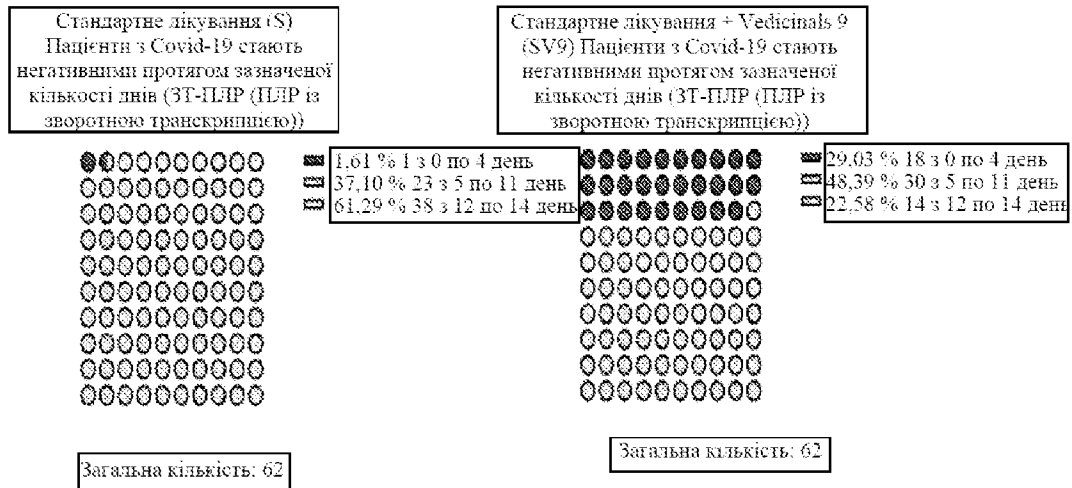 Стандартне лікування (S)
Пацієнти з Covid-19 стають
негативними протягом зазначеної
кількості днів (ЗТ-ПЛР (ПЛР із
зворотною транскрипцією))
1,61 % 1 з 0 по 4 день
37,10 % 23 з 5 по 11 день
61,29 % 38 з 12 по 14 день
Загальна кількість: 62
Стандартне лікування + Vedicinals 9
(SV9) Пацієнти з Covid-19 стають
негативними протягом зазначеної
кількості днів (ЗТ-ПЛР (ПЛР із
зворотною транскрипцією))
29,03 % 18 з 0 по 4 день
48,39 % 30 з 5 по 11 день
22,58 % 14 з 12 по 14 день
Загальна кількість: 62